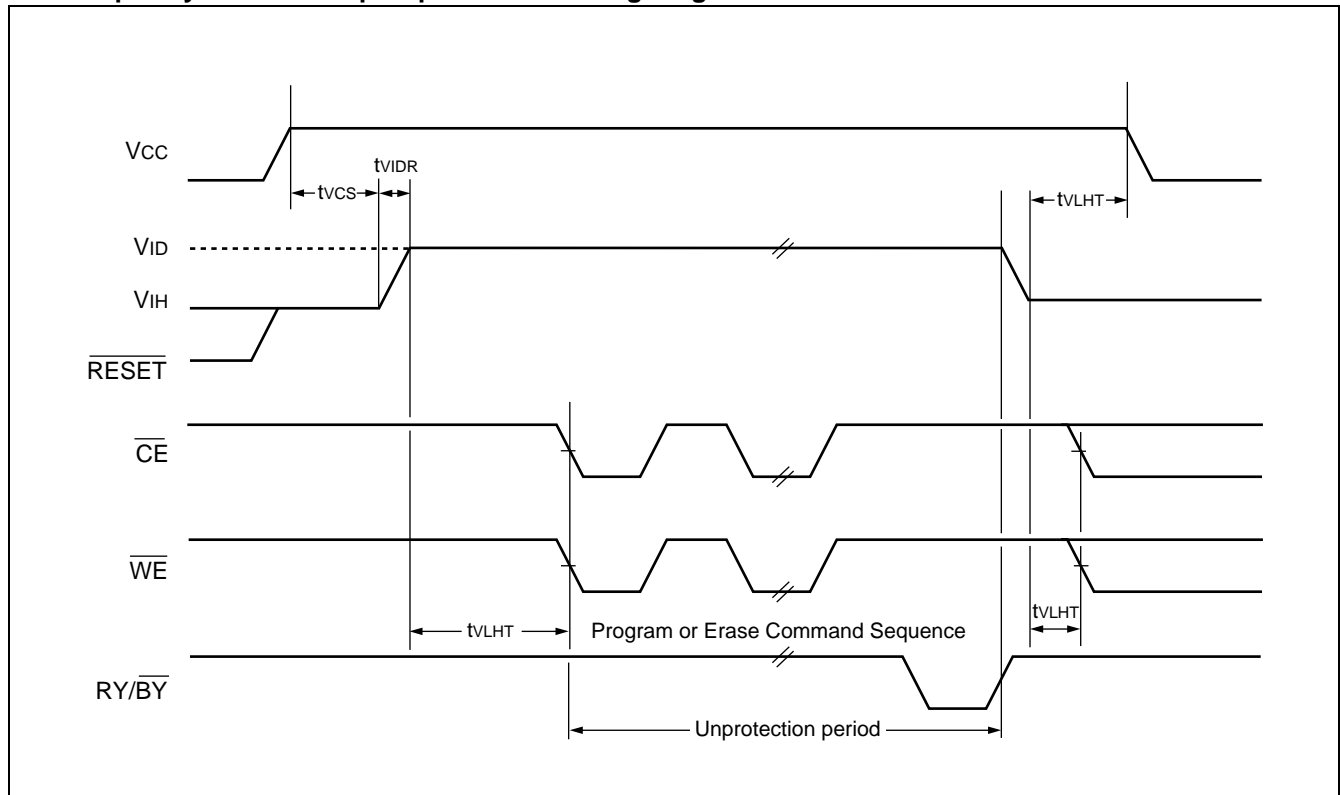 VCC
tVIDR
tVCS
tVLHT
VID
VIH
RESET
CE
WE
tVLHT
Program or Erase Command Sequence
tVLHT
RY/BY
Unprotection period